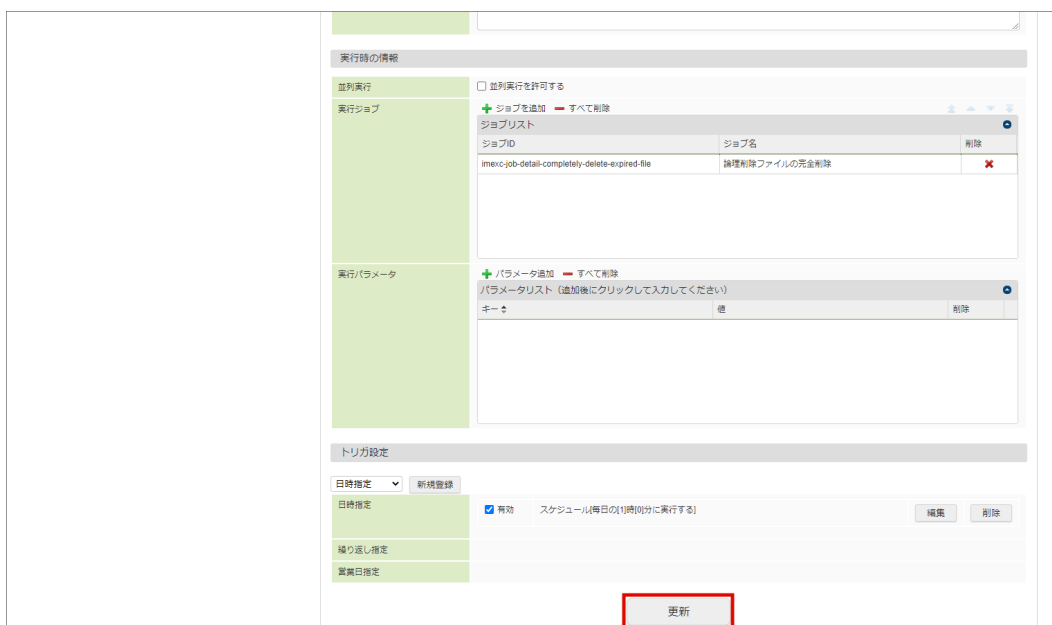 実行時の情報
並列実行 並列実行を許可する
実行ジョブ ジョブを追加 すべて削除
ジョブリスト
ジョブID ジョブ名 削除
imexc-job-detail-completely-delete-expired-file 論理削除ファイルの完全削除
実行パラメータ パラメータ追加 すべて削除
パラメータリスト（追加後にクリックして入力してください）
キー 値 削除
トリガ設定
日時指定 新規登録
日時指定 有効 スケジュール[毎日の[1]時[0]分に実行する] 編集 削除
繰り返し指定
営業日指定
更新